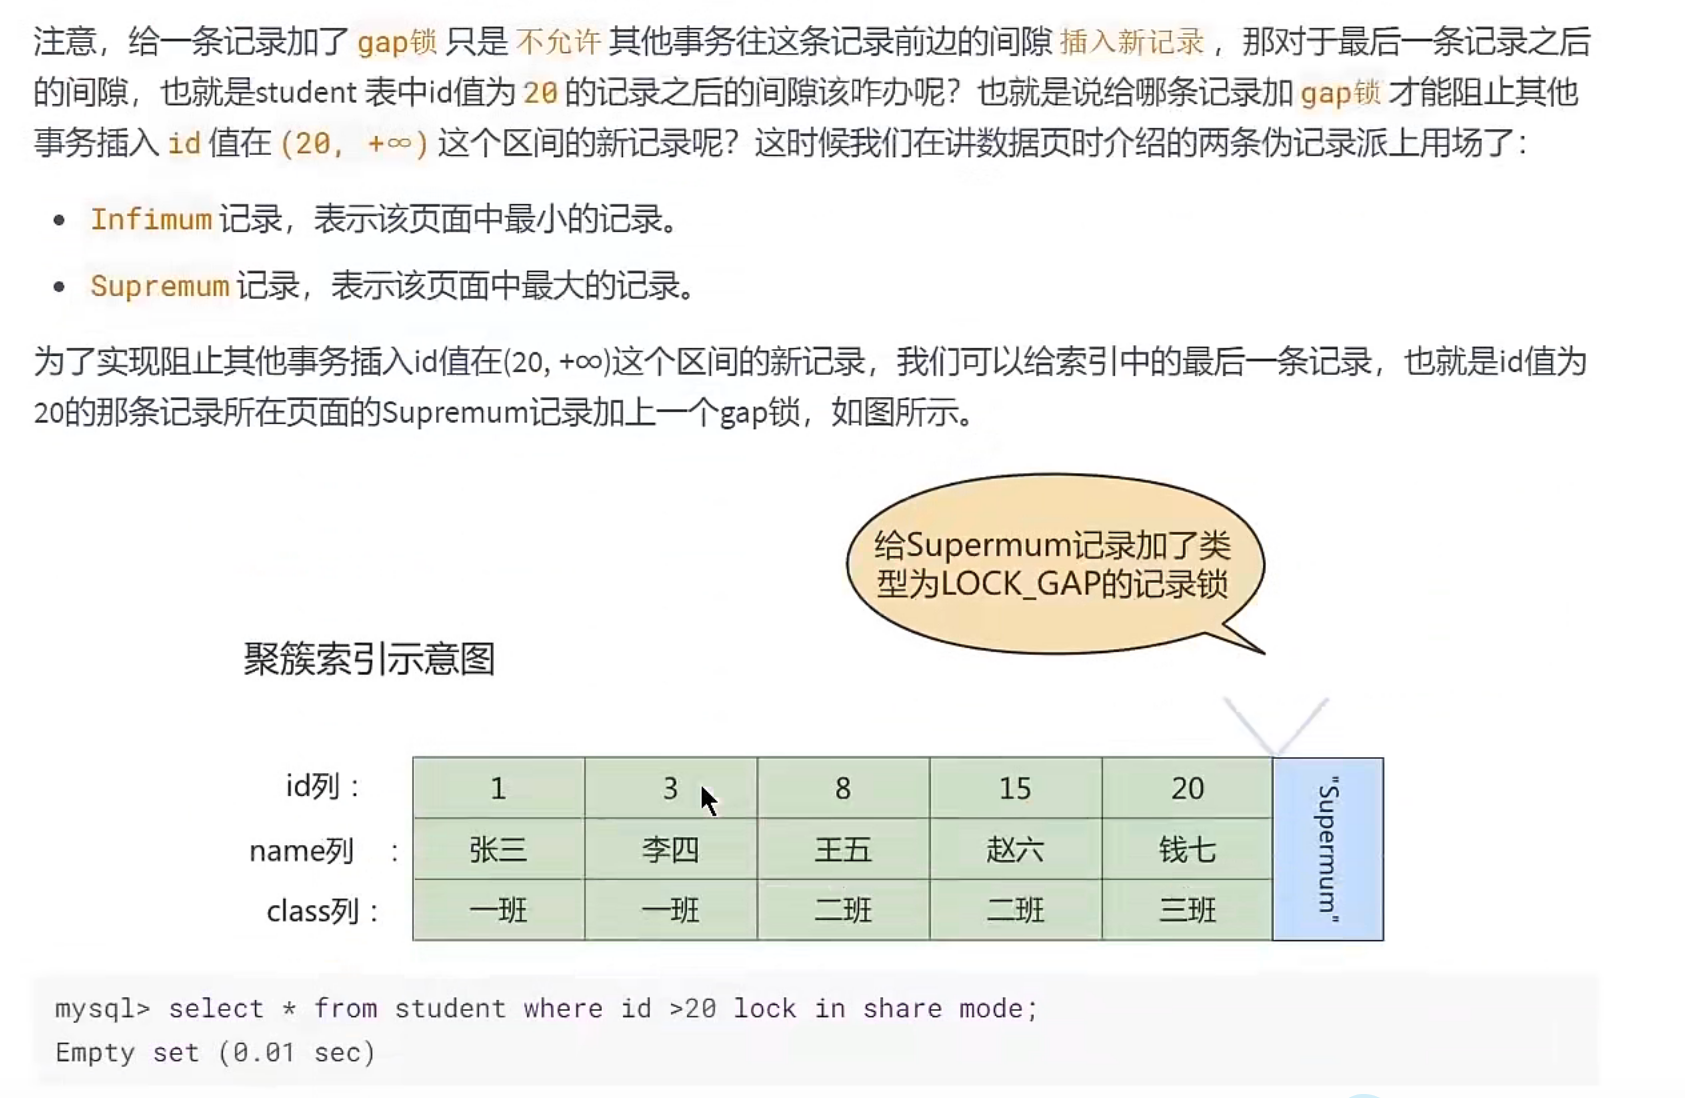 注意，给一条记录加了 gap锁 只是 不允许 其他事务往这条记录前边的间隙 插入新记录 ，那对于最后一条记录之后
的间隙，也就是student 表中id值为 20 的记录之后的间隙该咋办呢？也就是说给哪条记录加 gap锁 才能阻止其他
事务插入 id 值在 (20, +∞) 这个区间的新记录呢？这时候我们在讲数据页时介绍的两条伪记录派上用场了：
• Infimum 记录，表示该页面中最小的记录。
• Supremum 记录，表示该页面中最大的记录。
为了实现阻止其他事务插入id值在(20, +∞)这个区间的新记录，我们可以给索引中的最后一条记录，也就是id值为
20的那条记录所在页面的Supremum记录加上一个gap锁，如图所示。
给Supermum记录加了类
型为LOCK_GAP的记录锁
聚簇索引示意图
id列： 1 3 8 15 20
name列 ： 张三 李四 王五 赵六 钱七
class列： 一班 一班 二班 二班 三班
"Supermum"
mysql> select * from student where id >20 lock in share mode;
Empty set (0.01 sec)